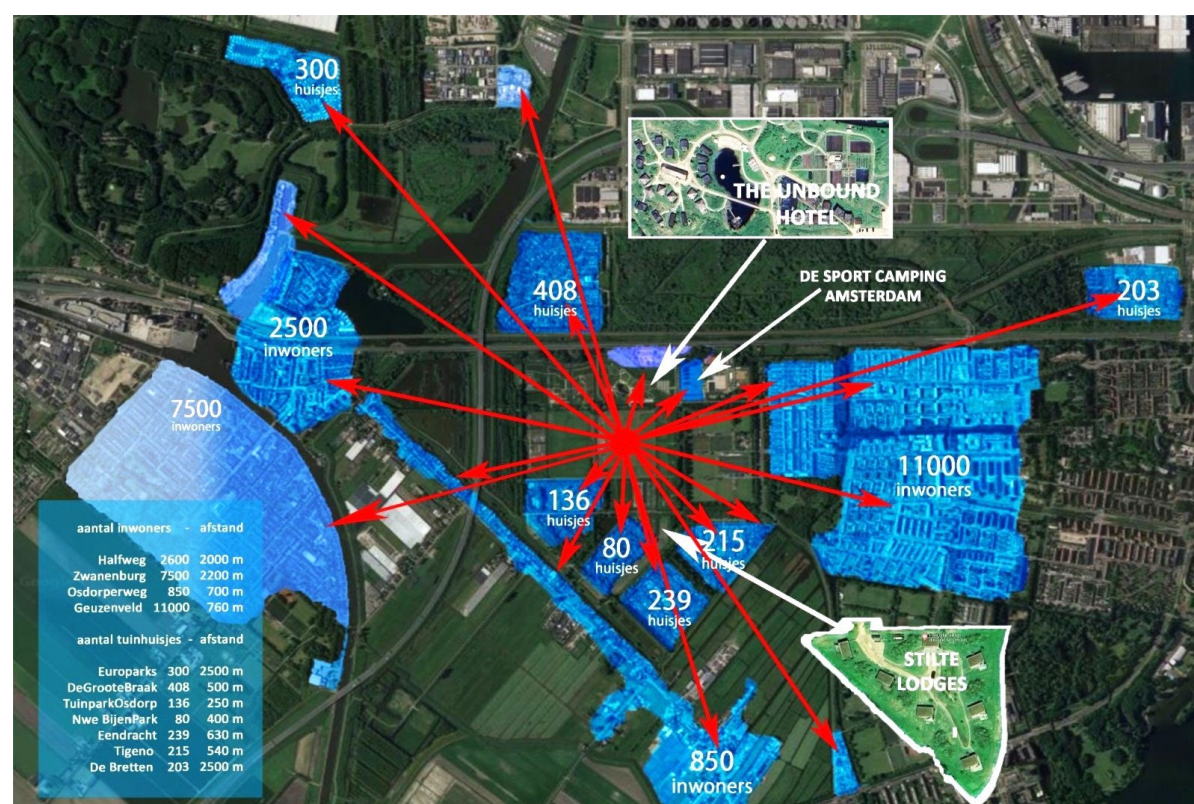 300
huisjes
THE UNBOUND
HOTEL
DE SPORT CAMPING
AMSTERDAM
408
huisjes
203
huisjes
2500
inwoners
7500
inwoners
11000
inwoners
136
huisjes
80
huisjes
215
huisjes
239
huisjes
STILTE
LODGES
850
inwoners
aantal inwoners - afstand
Halfweg 2600 2000 m
Zwanenburg 7500 2200 m
Osdorperweg 850 700 m
Geuzenveld 11000 760 m
aantal tuinhuisjes - afstand
Europarks 300 2500 m
DeGrooteBraak 408 500 m
TuinparkOsdorp 136 250 m
Nwe BijenPark 80 400 m
Eendracht 239 630 m
Tigeno 215 540 m
De Bretten 203 2500 m